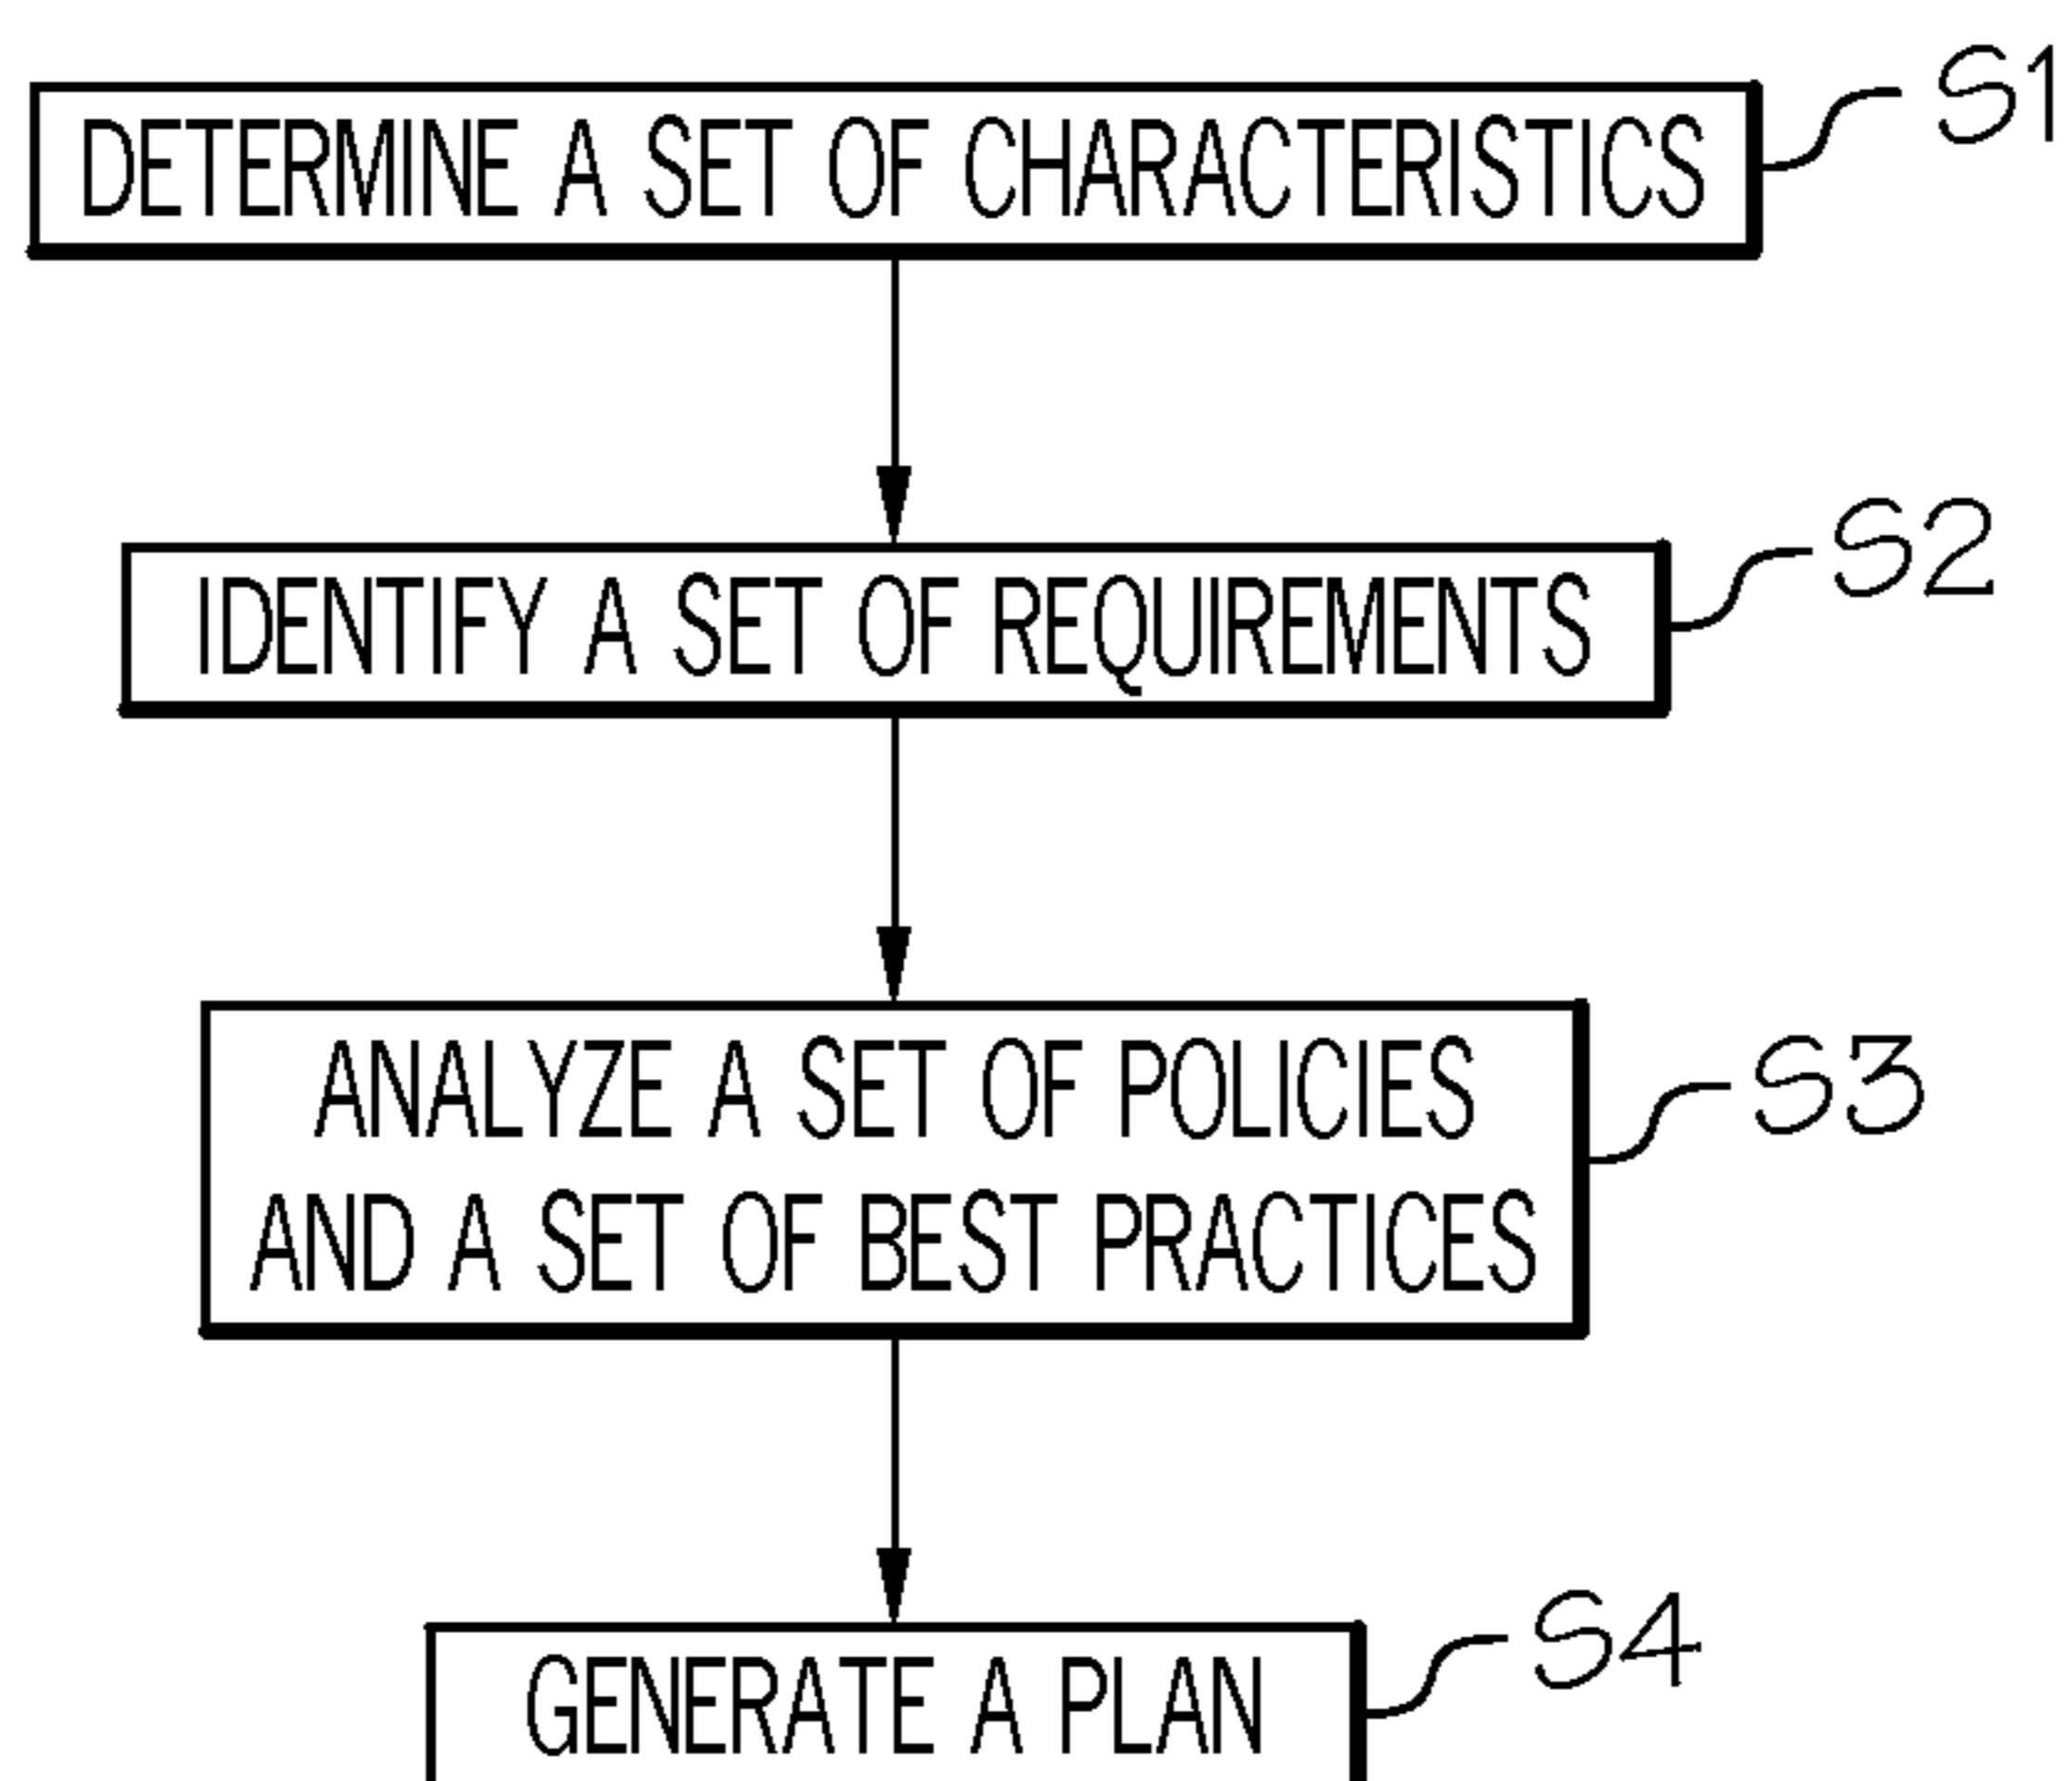 S1
DETERMINE A SET OF CHARACTERISTICS
S2
IDENTIFY A SET OF REQUIREMENTS
S3
ANALYZE A SET OF POLICIES
AND A SET OF BEST PRACTICES
S4
GENERATE A PLAN